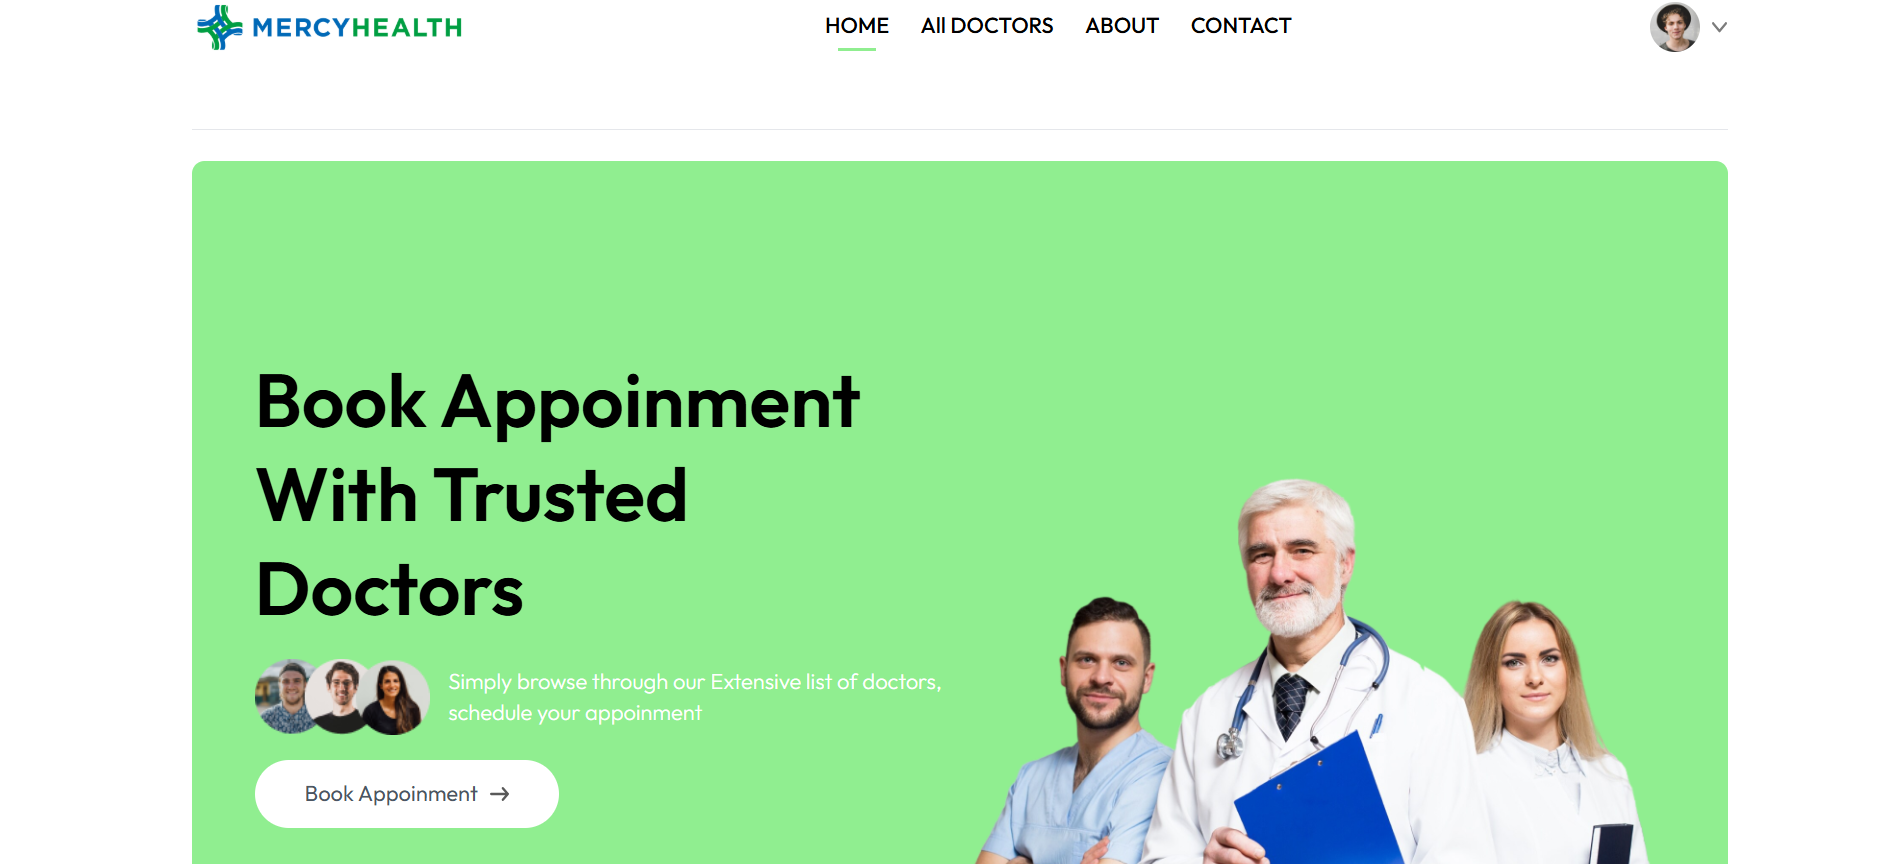 MERCYHEALTH
HOME
All DOCTORS
ABOUT
CONTACT
Book Appoinment
With Trusted
Doctors
Simply browse through our Extensive list of doctors,
schedule your appoinment
Book Appoinment →